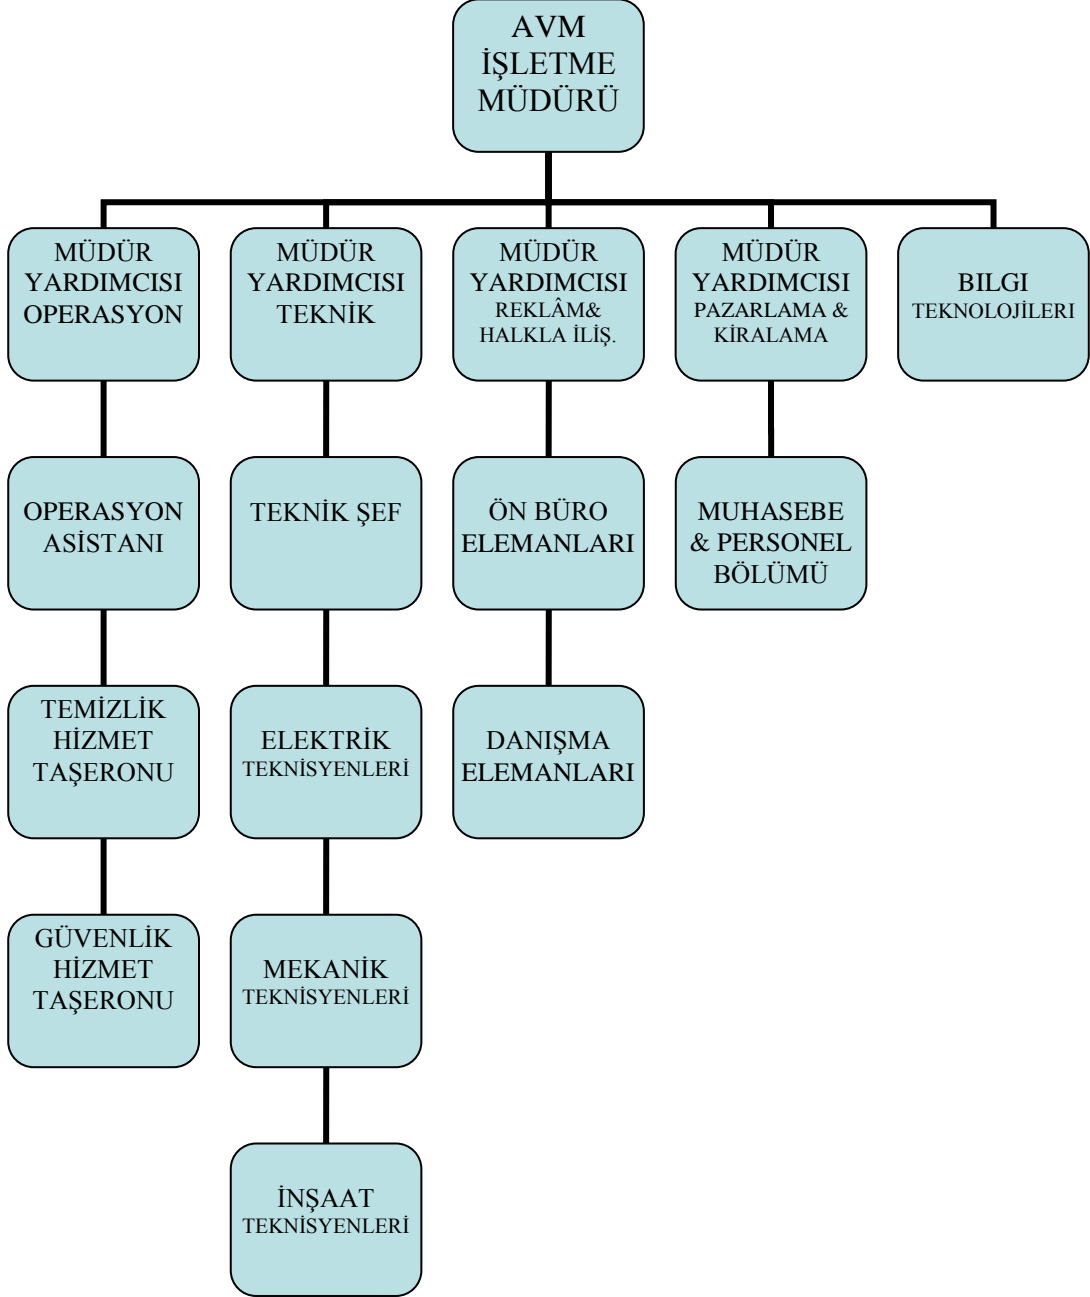 AVM
İŞLETME
MÜDÜRÜ
MÜDÜR
YARDIMCISI
OPERASYON
MÜDÜR
YARDIMCISI
TEKNİK
MÜDÜR
YARDIMCISI
REKLÂM&
HALKLA İLİŞ.
MÜDÜR
YARDIMCISI
PAZARLAMA &
KİRALAMA
BILGI
TEKNOLOJİLERI
OPERASYON
ASİSTANI
TEKNİK ŞEF
ÖN BÜRO
ELEMANLARI
MUHASEBE
& PERSONEL
BÖLÜMÜ
TEMİZLİK
HİZMET
TAŞERONU
ELEKTRİK
TEKNİSYENLERİ
DANIŞMA
ELEMANLARI
GÜVENLİK
HİZMET
TAŞERONU
MEKANİK
TEKNİSYENLERİ
İNŞAAT
TEKNİSYENLERİ